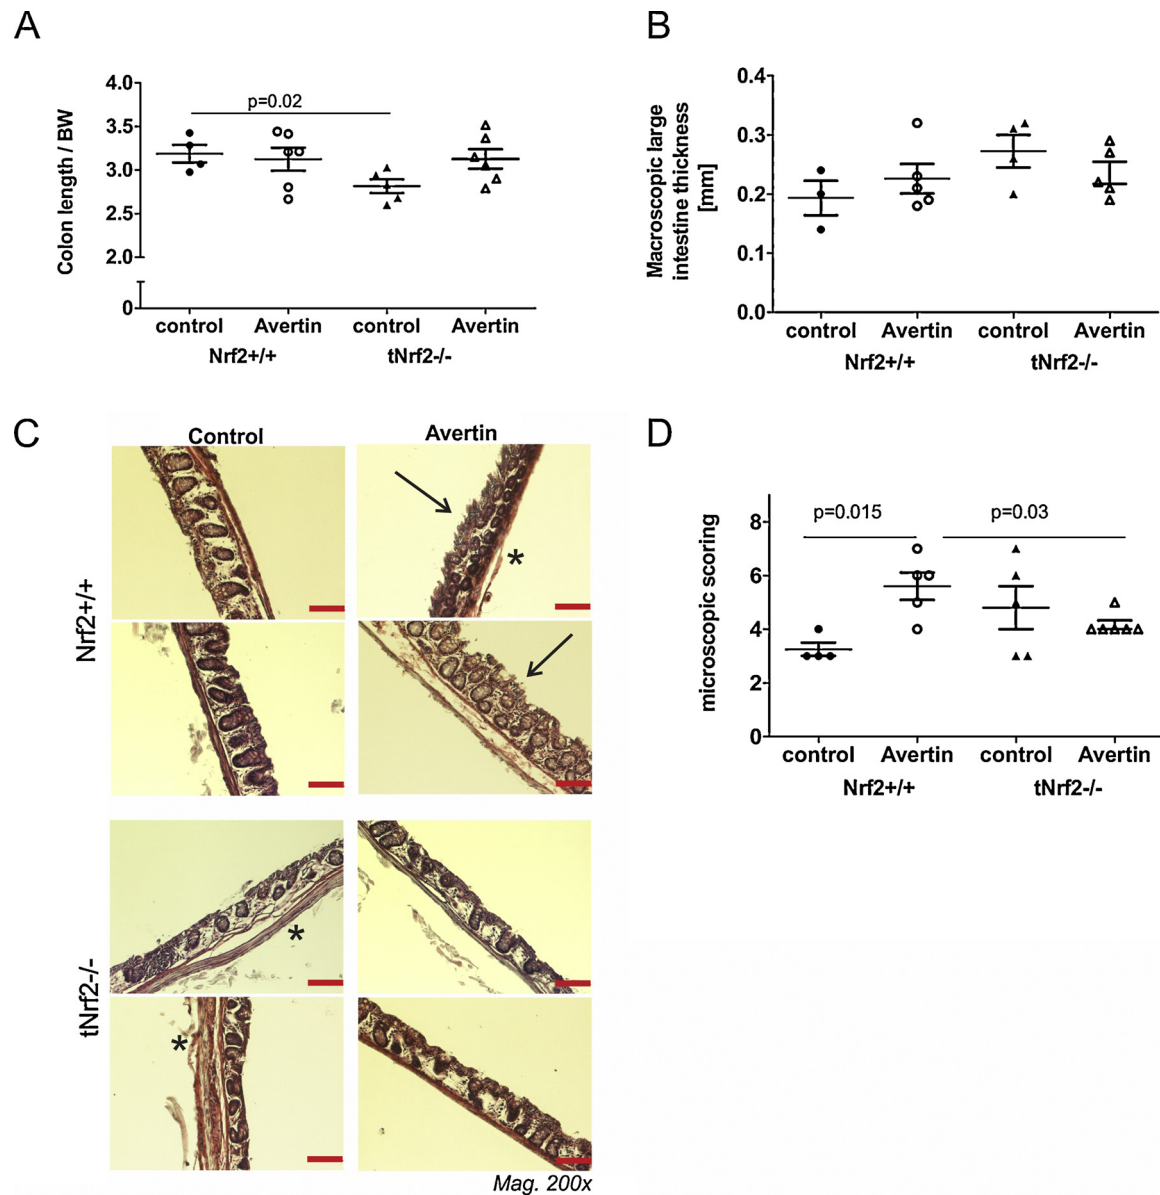 A
4.0
3.5
3.0
2.5
2.0
0
Colon length / BW
p=0.02
control Avertin control Avertin
Nrf2+/+ tNrf2-/-
B
0.4
0.3
0.2
0.1
0.0
Macroscopic large
intestine thickness
[mm]
control Avertin control Avertin
Nrf2+/+ tNrf2-/-
C
Control Avertin
Nrf2+/+
*
tNrf2-/-
*
*
Mag. 200x
D
8
6
4
2
0
microscopic scoring
p=0.015 p=0.03
control Avertin control Avertin
Nrf2+/+ tNrf2-/-